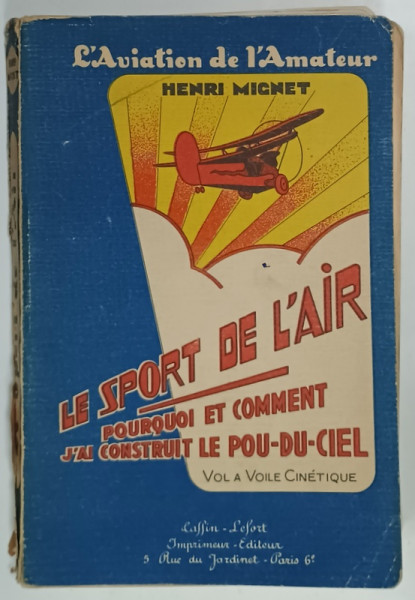 L'Aviation de l'Amateur
HENRI MIGNET
LE SPORT DE L'AIR
POURQUOI ET COMMENT
J'AI CONSTRUIT LE POU-DU-CIEL
VOL A VOILE CINÉTIQUE
Caffin-Lefort
Imprimeur-Editeur
5 Rue du Jardinet - Paris 6e